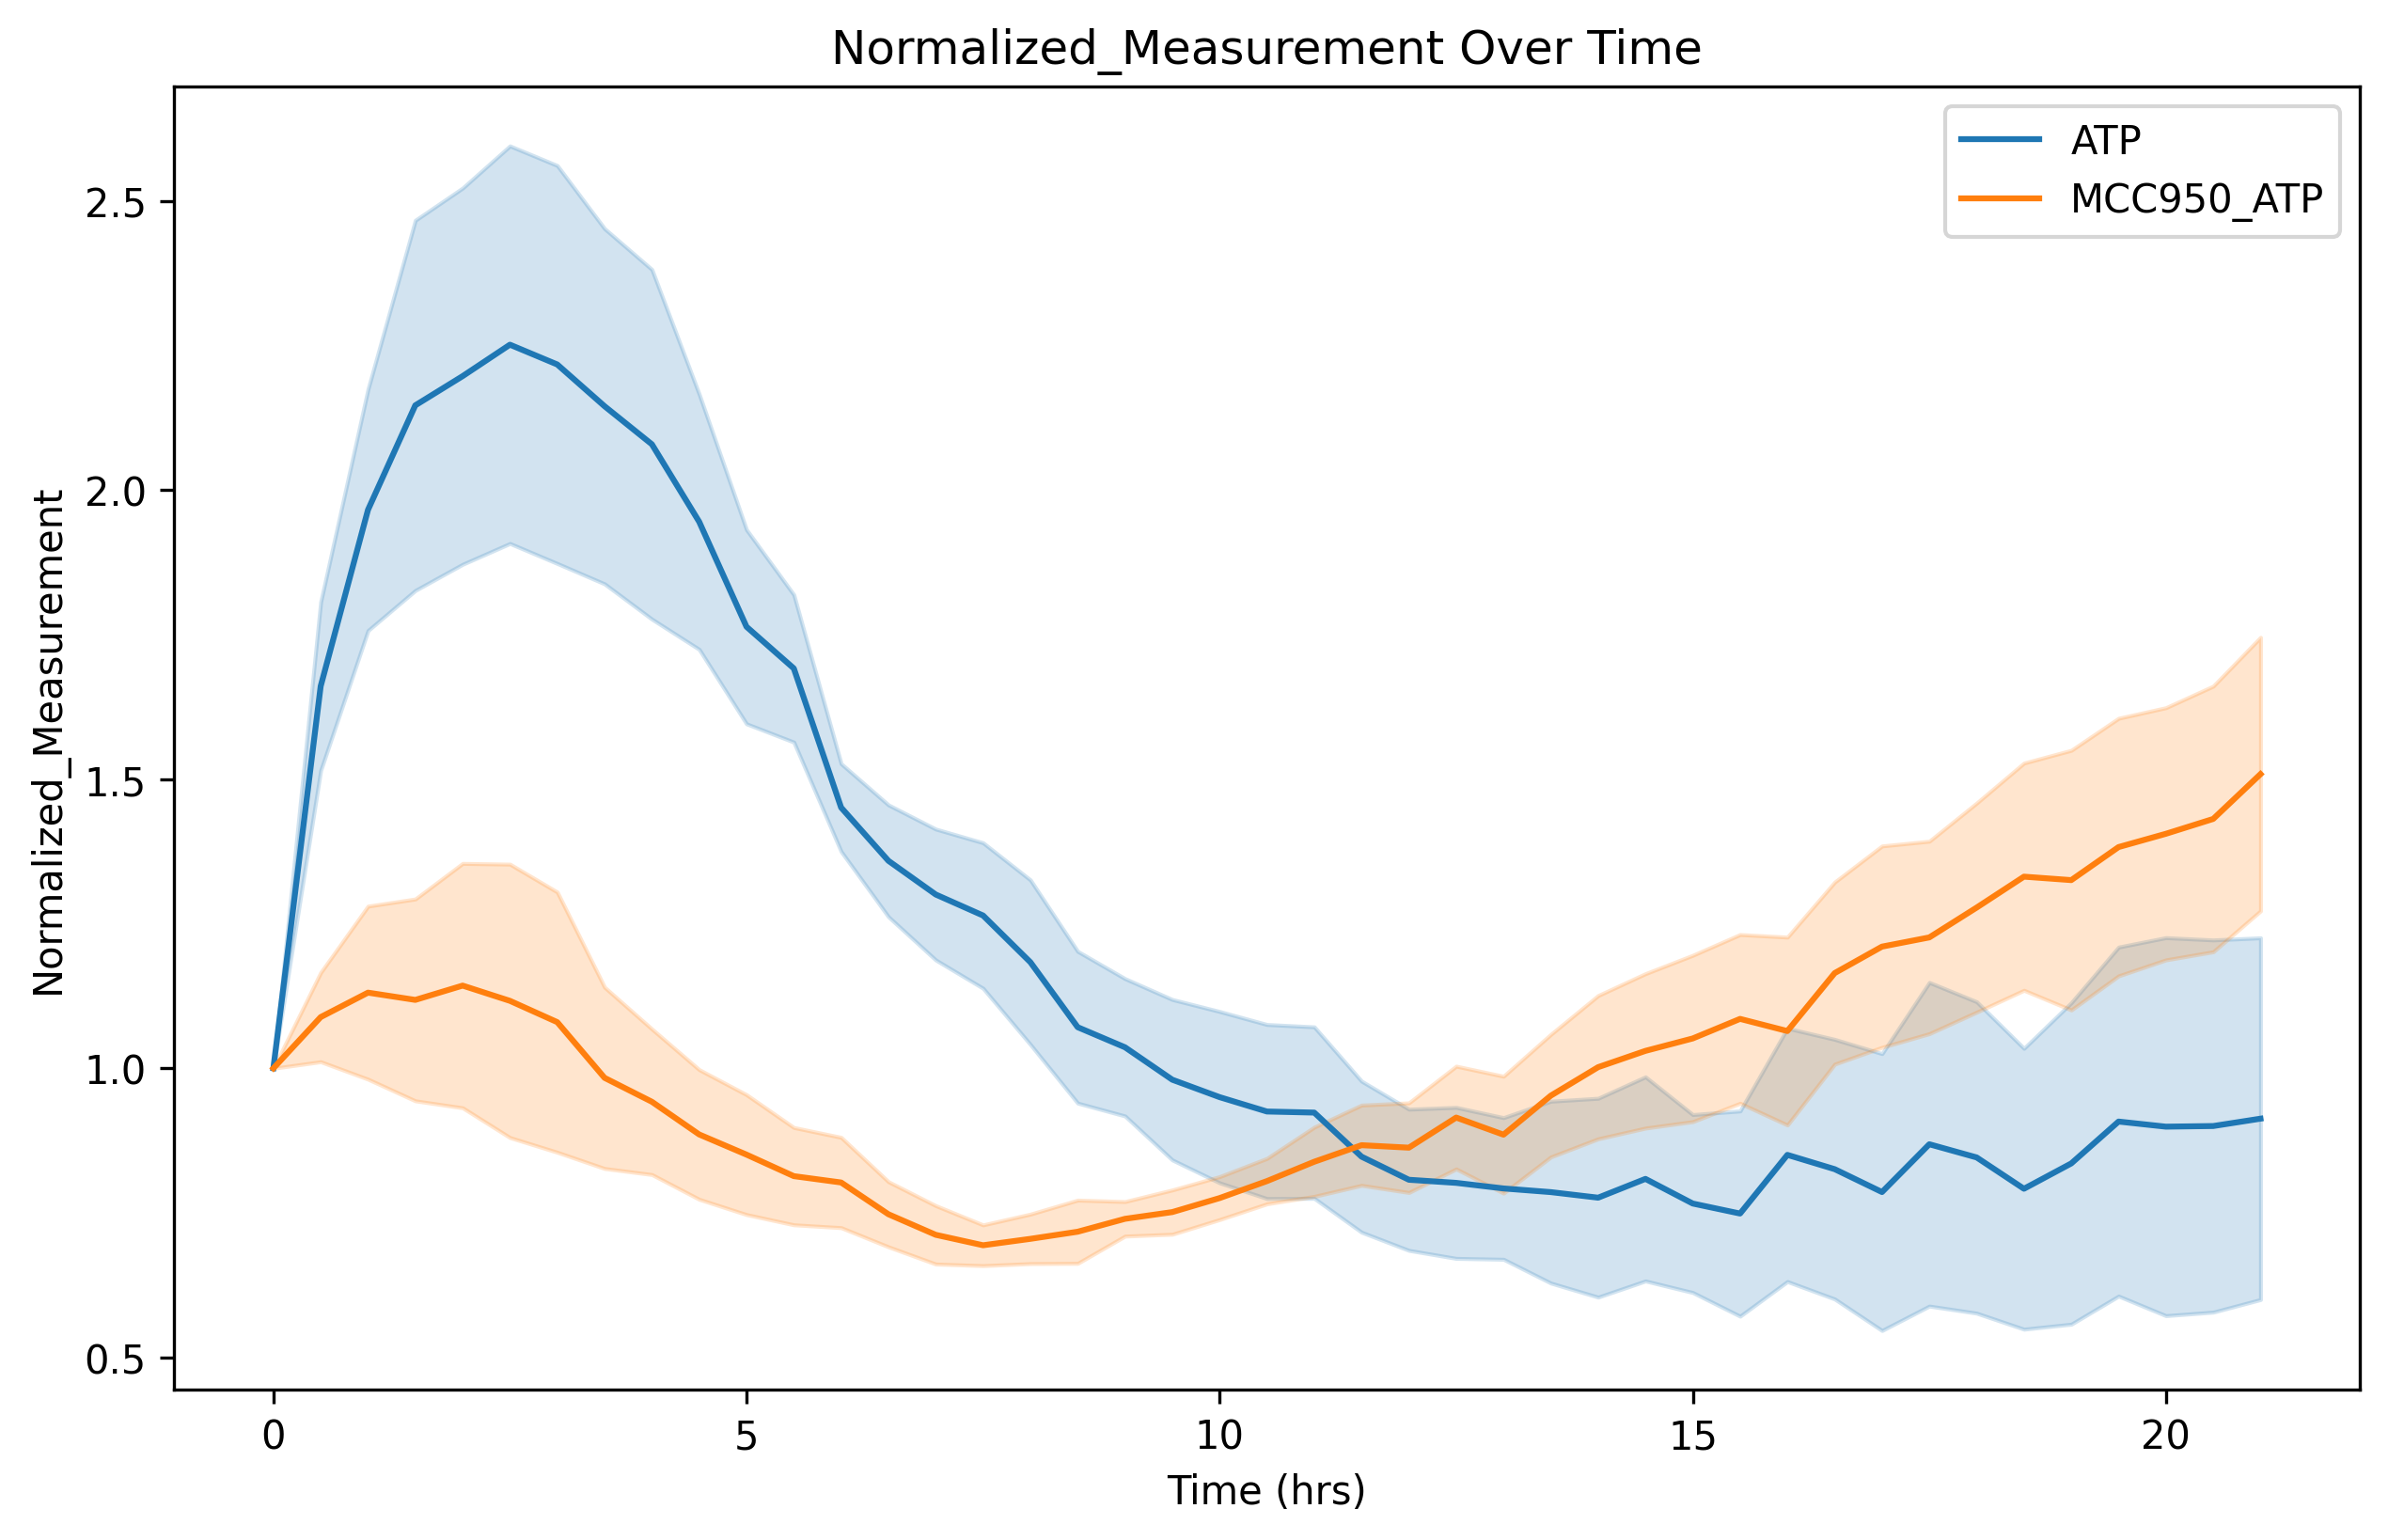 Normalized_Measurement Over Time
ATP
MCC950_ATP
Normalized_Measurement
2.5
2.0
1.5
1.0
0.5
0
5
10
15
20
Time (hrs)